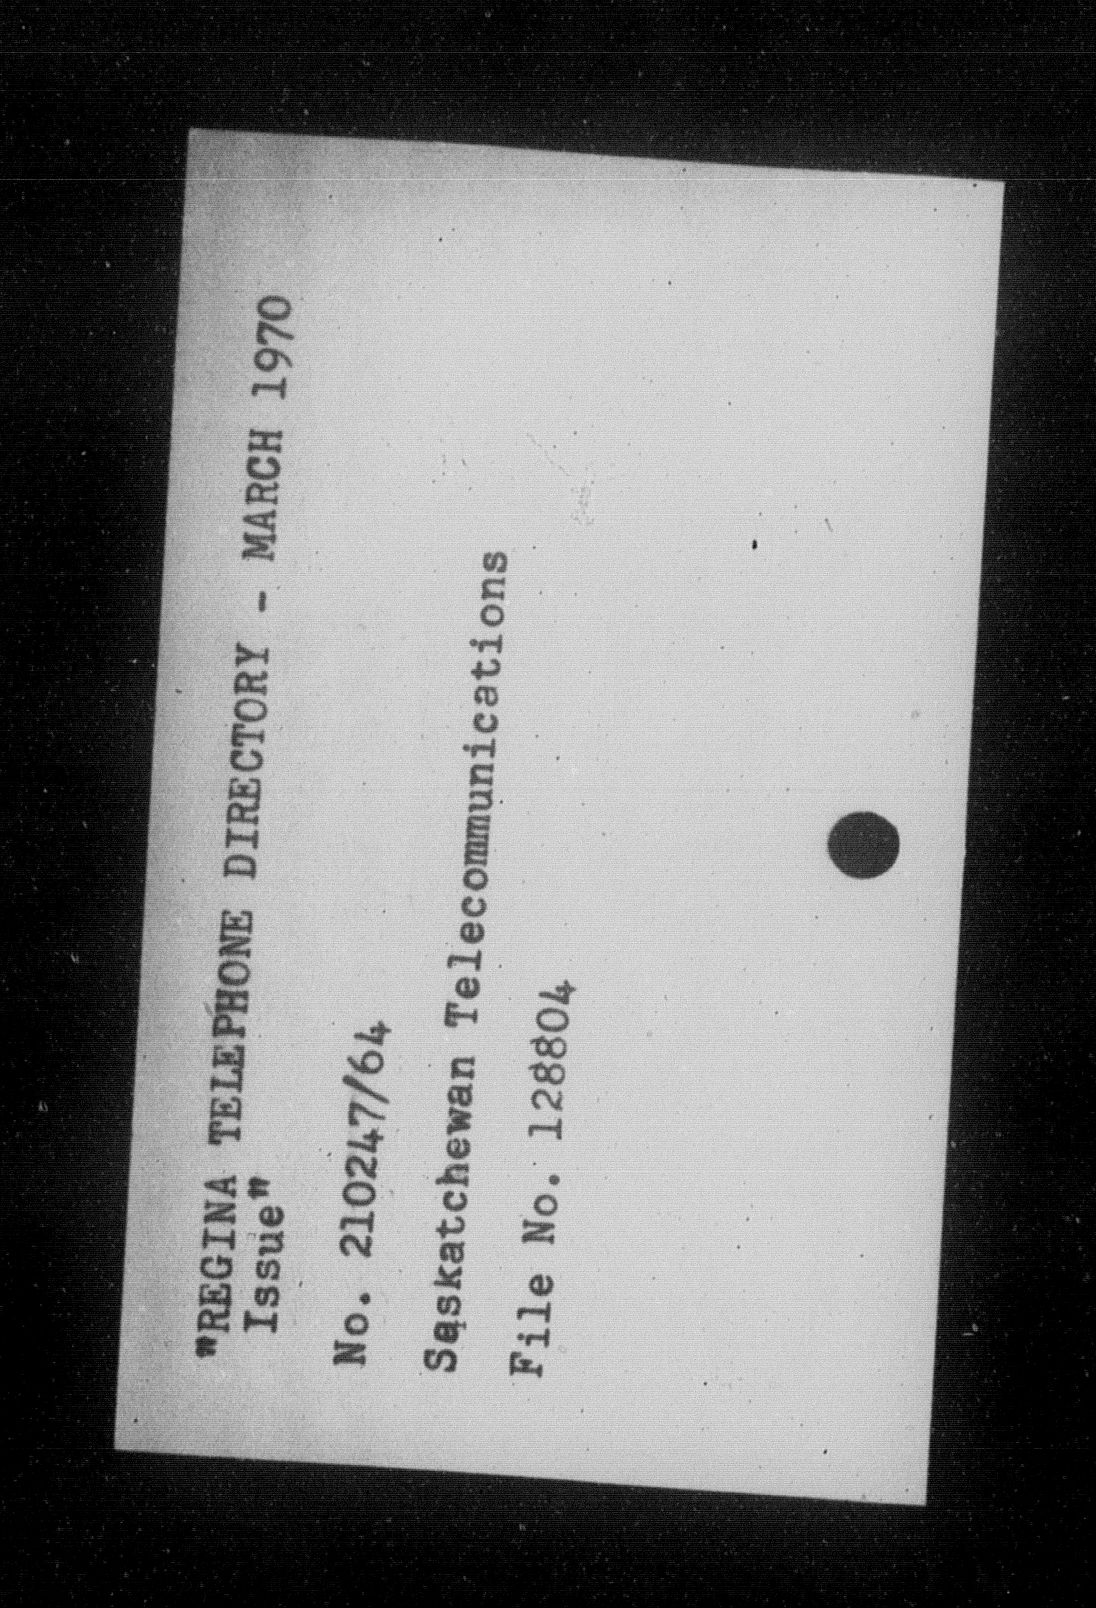 "REGINA TELEPHONE DIRECTORY - MARCH 1970
Issue"
No. 210247/64
Saskatchewan Telecommunications
File No. 128804